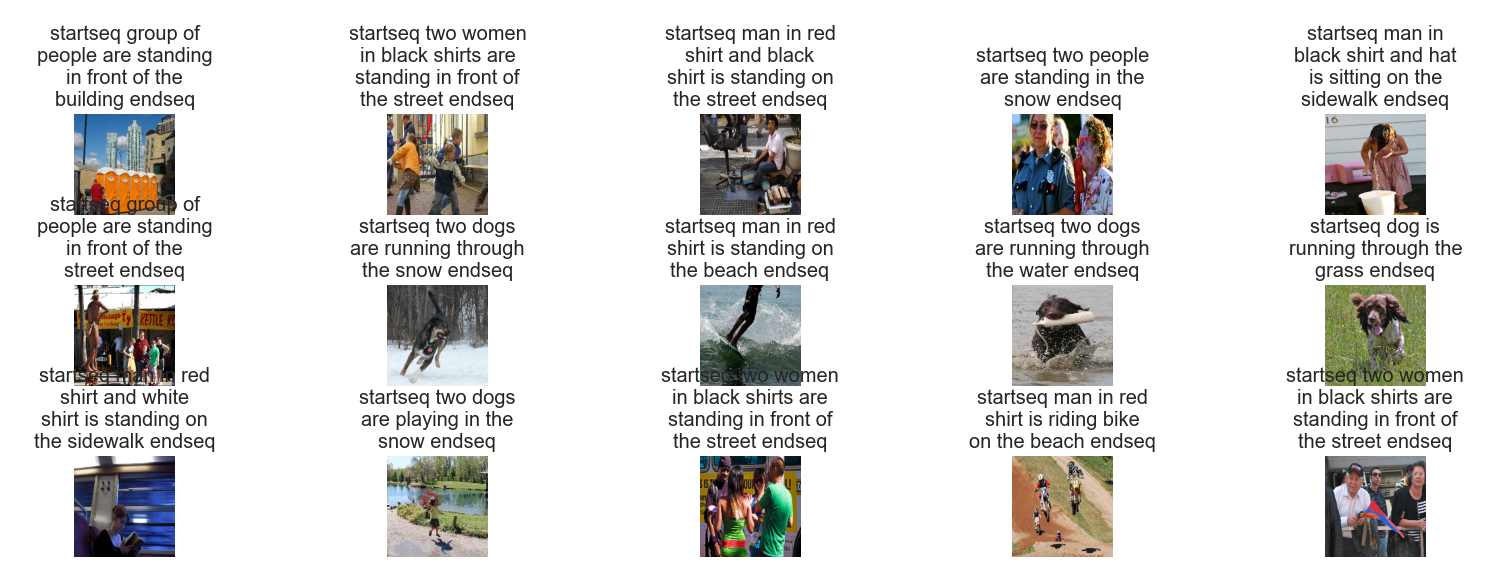 startseq group of
people are standing
in front of the
building endseq
startseq two women
in black shirts are
standing in front of
the street endseq
startseq man in red
shirt and black
shirt is standing on
the street endseq
startseq two people
are standing in the
snow endseq
startseq man in
black shirt and hat
is sitting on the
sidewalk endseq
16
startseq group of
people are standing
in front of the
street endseq
KETTLE KO
startseq two dogs
are running through
the snow endseq
startseq man in red
shirt is standing on
the beach endseq
startseq two dogs
are running through
the water endseq
startseq dog is
running through the
grass endseq
startseq man in red
shirt and white
shirt is standing on
the sidewalk endseq
startseq two dogs
are playing in the
snow endseq
startseq two women
in black shirts are
standing in front of
the street endseq
startseq man in red
shirt is riding bike
on the beach endseq
startseq two women
in black shirts are
standing in front of
the street endseq